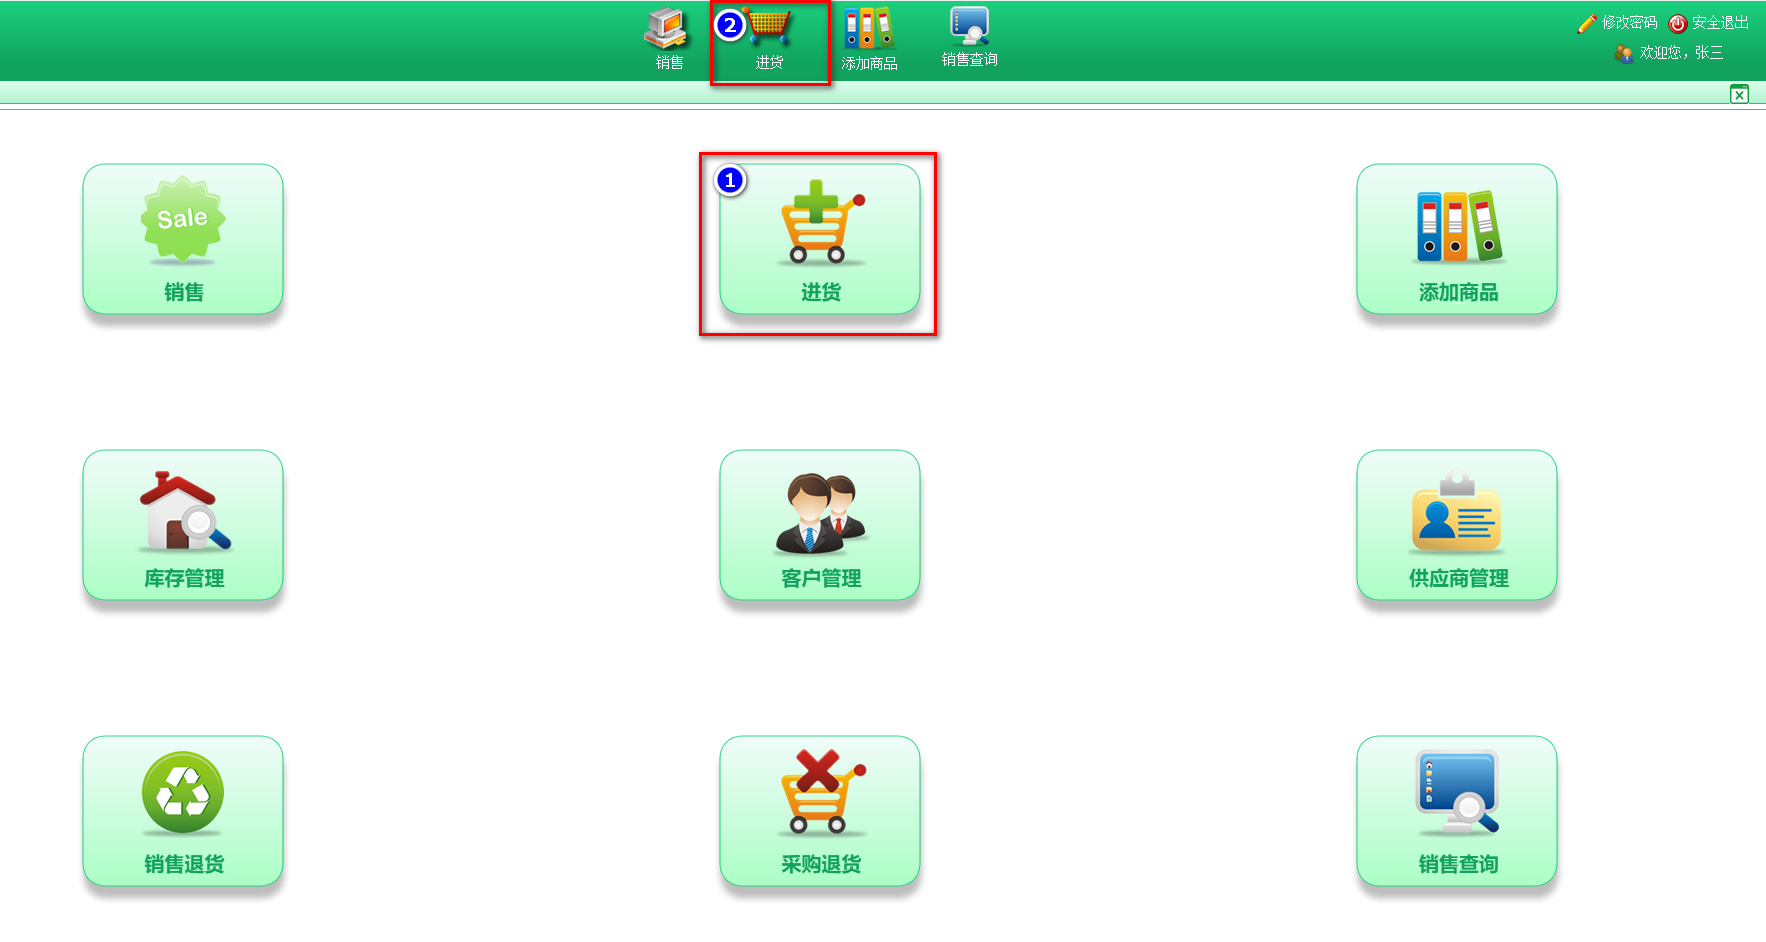 修改密码 安全退出
欢迎您，张三
2
销售 进货 添加商品 销售查询
1
Sale
销售 进货 添加商品
库存管理 客户管理 供应商管理
销售退货 采购退货 销售查询